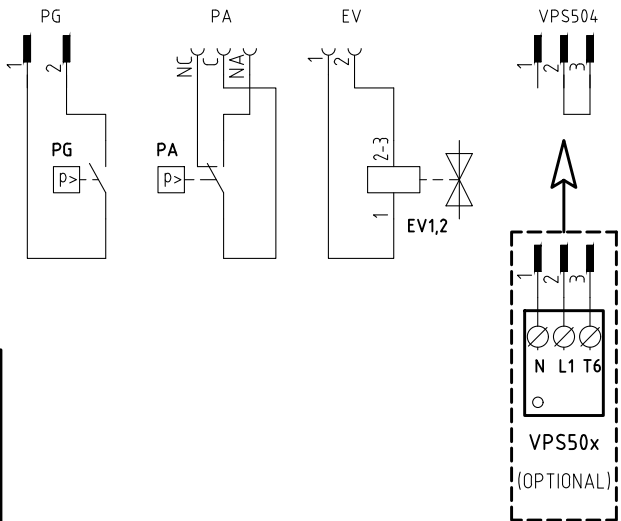 PG
PA
EV
VPS504
1
2
NC
C
NA
1
2
1
2
3
PG
p>
PA
p>
2-3
1
EV1,2
1
2
3
N L1 T6
VPS50x
(OPTIONAL)